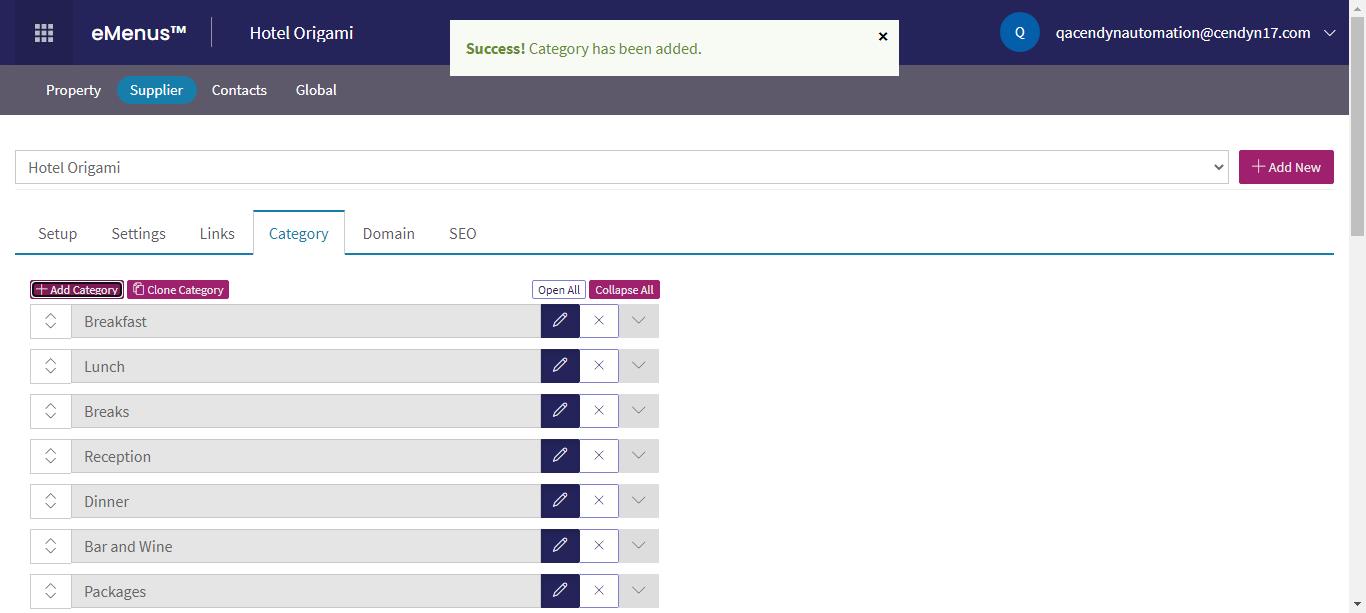 eMenus™ Hotel Origami
Success! Category has been added. ×
Q qacendynautomation@cendyn17.com
Property Supplier Contacts Global
Hotel Origami
+ Add New
Setup Settings Links Category Domain SEO
+ Add Category Clone Category Open All Collapse All
Breakfast
Lunch
Breaks
Reception
Dinner
Bar and Wine
Packages